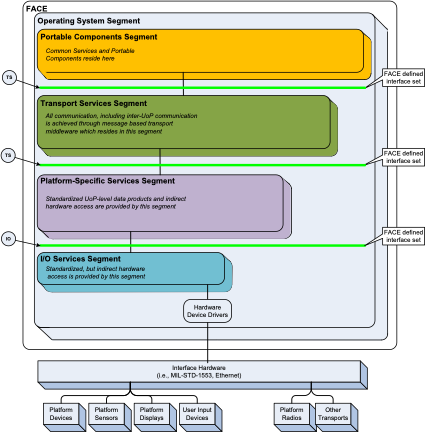 FACE
Operating System Segment
Portable Components Segment
Common Services and Portable
Components reside here
TS
FACE defined
interface set
Transport Services Segment
All communication, including inter-UoP communication
is achieved through message based transport
middleware which resides in this segment
TS
FACE defined
interface set
Platform-Specific Services Segment
Standardized UoP-level data products and indirect
hardware access are provided by this segment
IO
FACE defined
interface set
I/O Services Segment
Standardized, but indirect hardware
access is provided by this segment
Hardware
Device Drivers
Interface Hardware
(i.e., MIL-STD-1553, Ethernet)
Platform
Devices
Platform
Sensors
Platform
Displays
User Input
Devices
Platform
Radios
Other
Transports